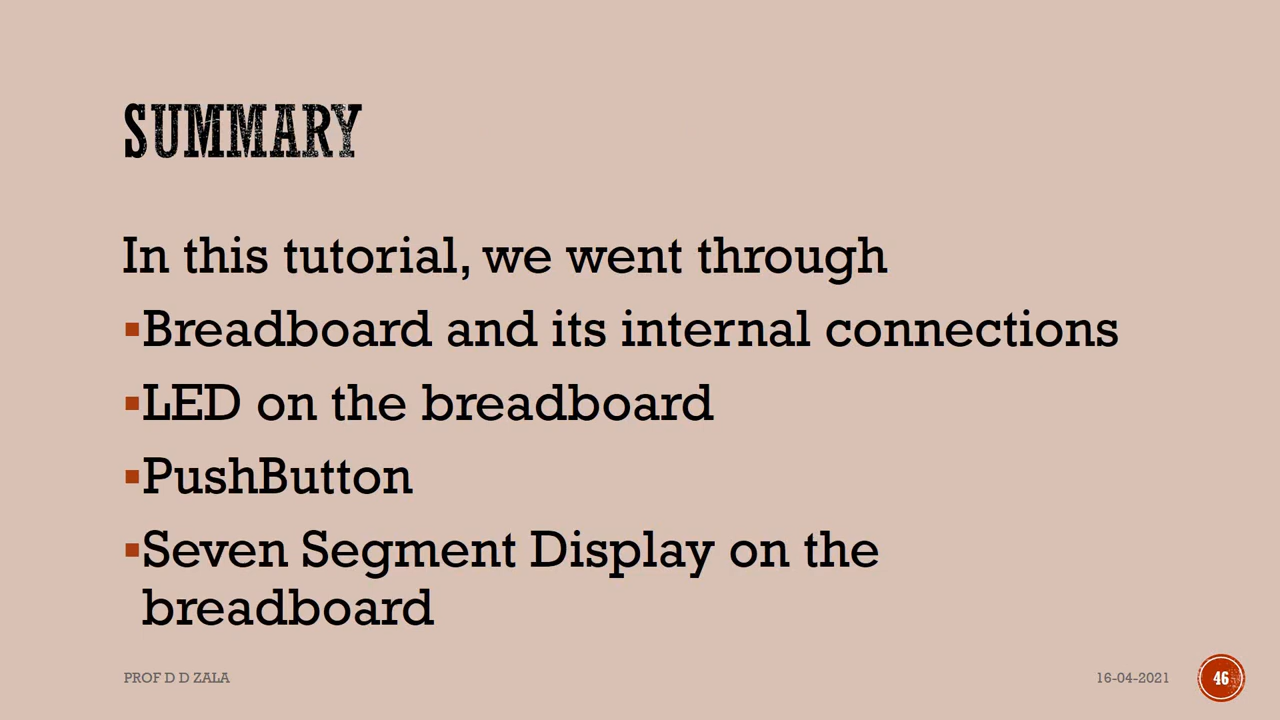 SUMMARY
In this tutorial, we went through
▪Breadboard and its internal connections
▪LED on the breadboard
▪PushButton
▪Seven Segment Display on the
breadboard
PROF D D ZALA
16-04-2021
46